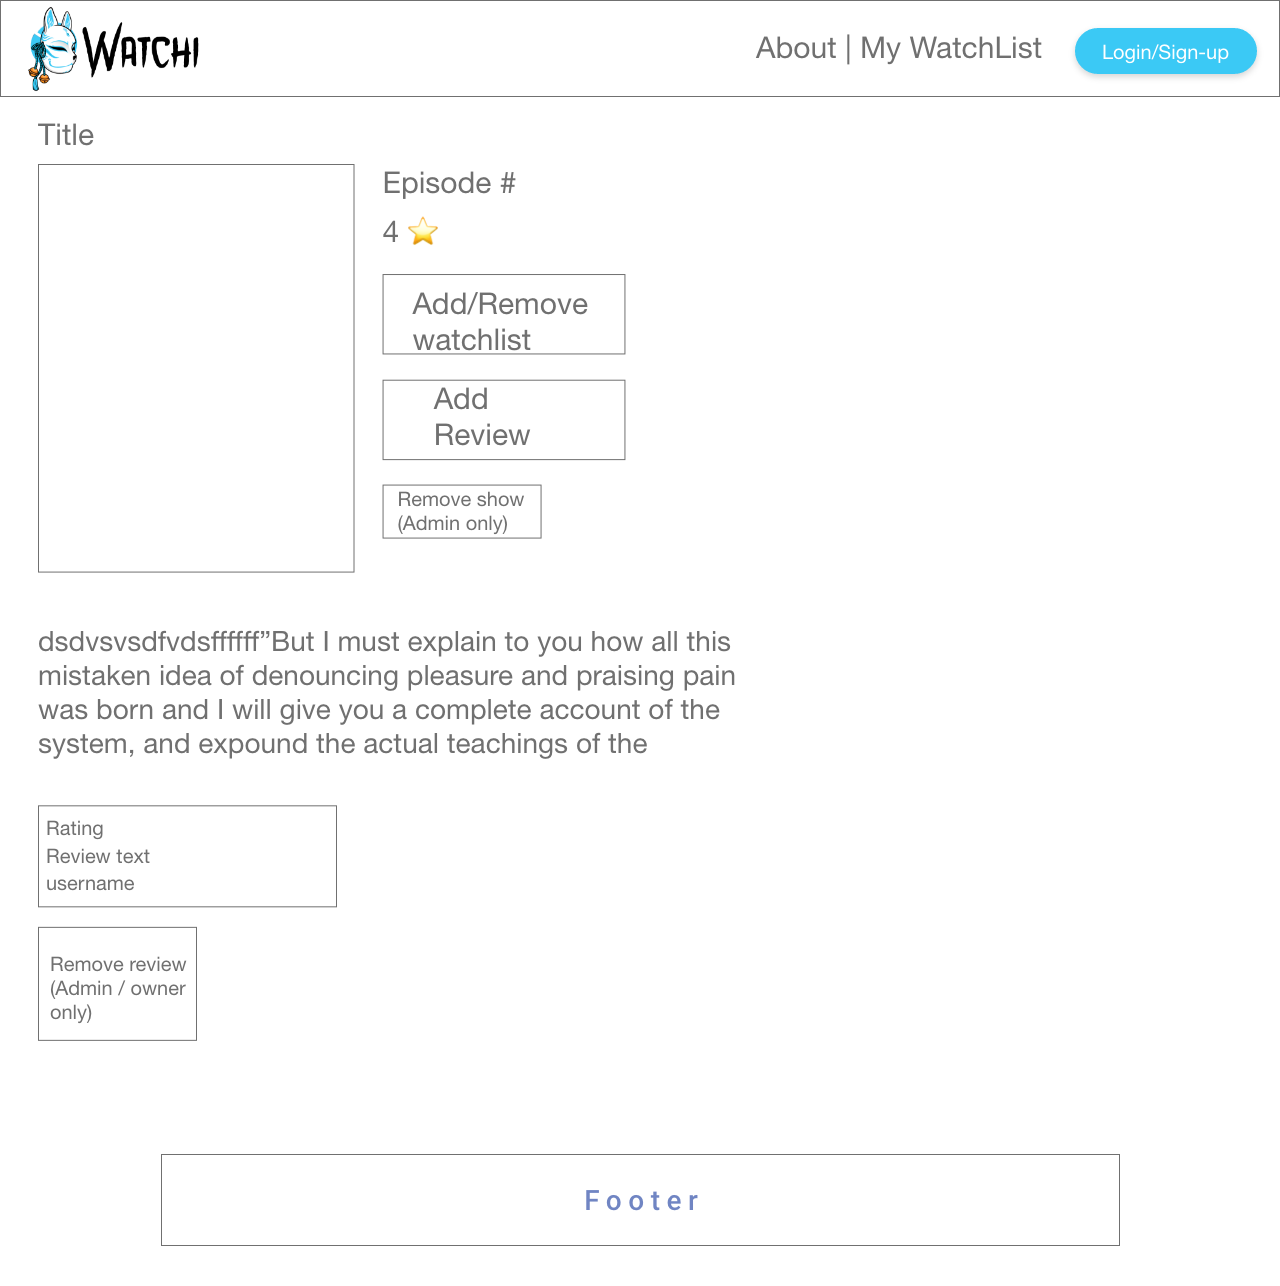 WATCHI
About | My WatchList
Login/Sign-up
Title
Episode #
4 ⭐
Add/Remove
watchlist
Add
Review
Remove show
(Admin only)
dsdvsvsdfvdsffffff”But I must explain to you how all this
mistaken idea of denouncing pleasure and praising pain
was born and I will give you a complete account of the
system, and expound the actual teachings of the
Rating
Review text
username
Remove review
(Admin / owner
only)
Footer